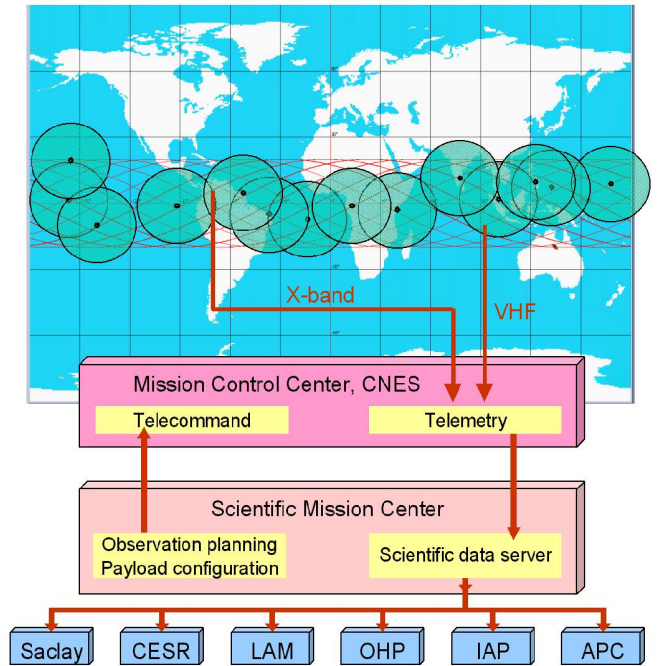 X-band
VHF
Mission Control Center, CNES
Telecommand
Telemetry
Scientific Mission Center
Observation planning
Payload configuration
Scientific data server
Saclay
CESR
LAM
OHP
IAP
APC